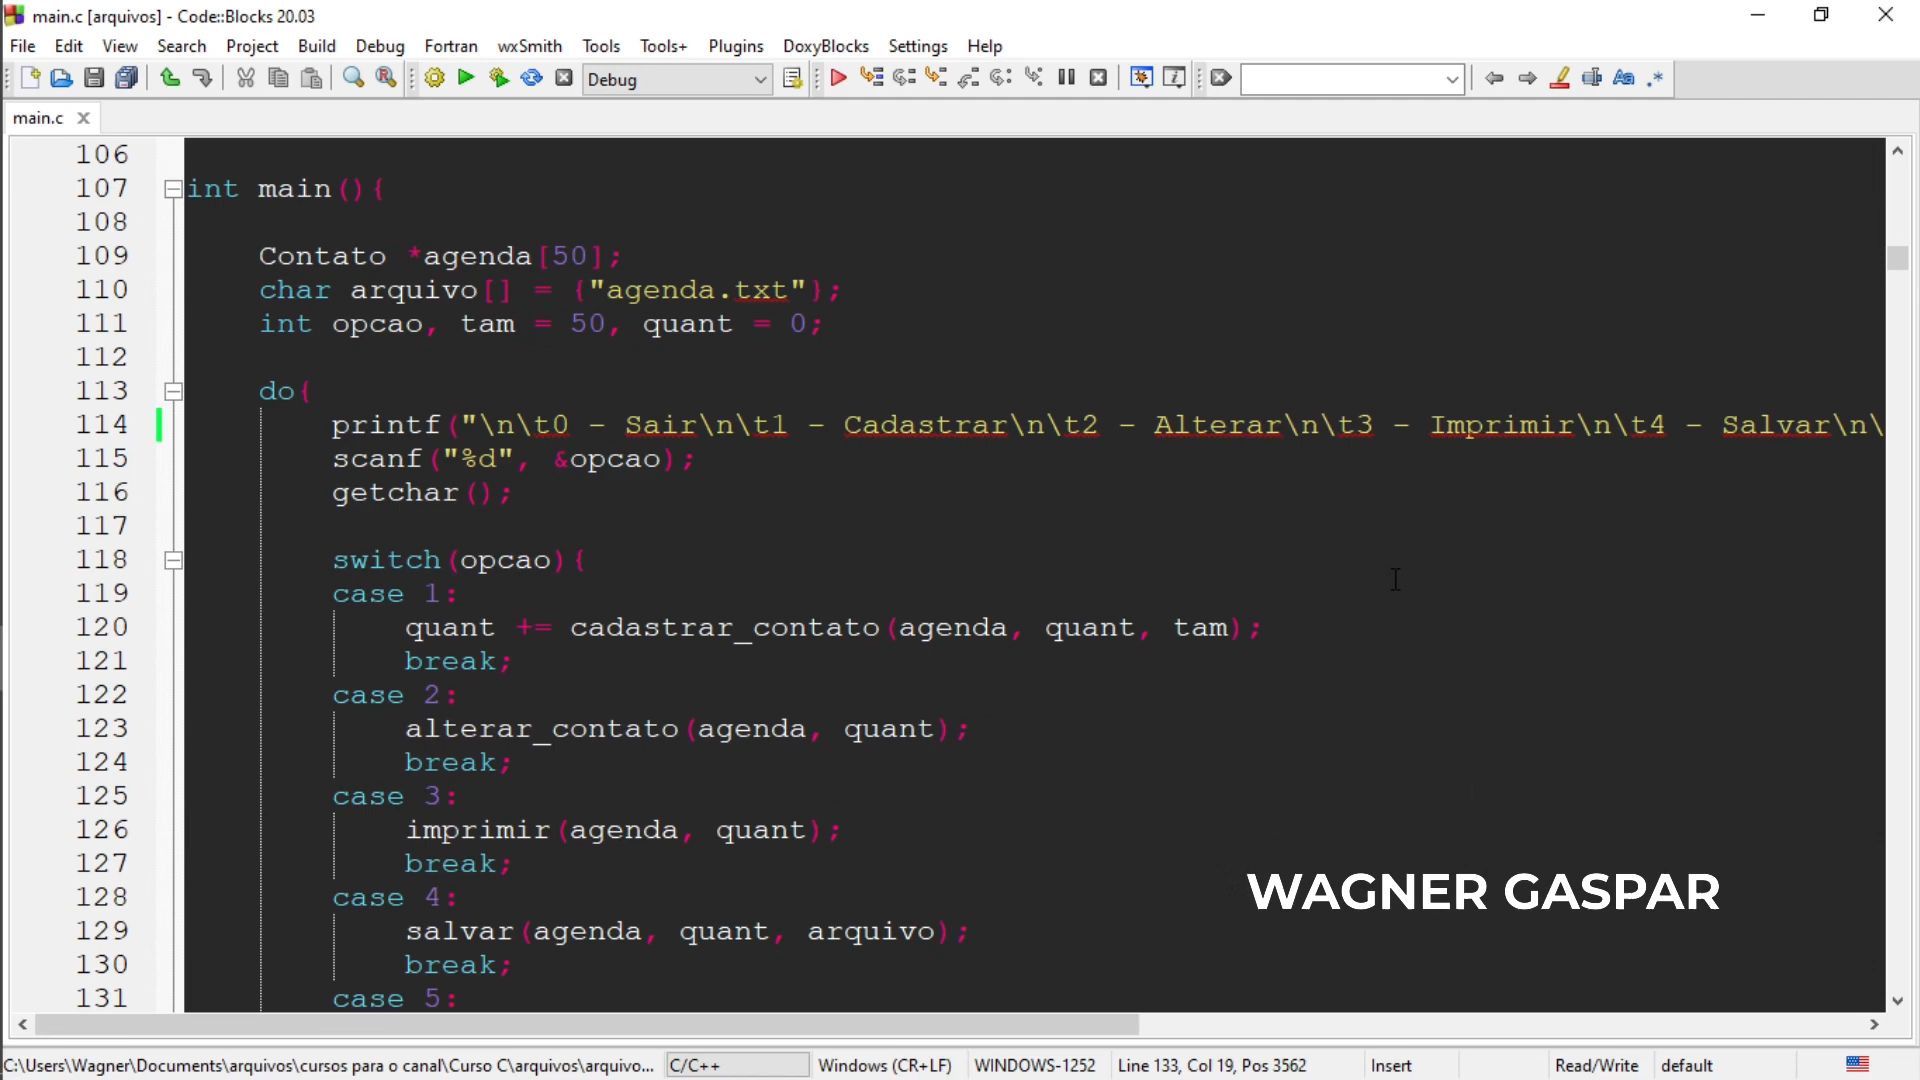 main.c [arquivos] - Code::Blocks 20.03
File Edit View Search Project Build Debug Fortran wxSmith Tools Tools+ Plugins DoxyBlocks Settings Help
Debug
main.c
106
107 int main(){
108
109 Contato *agenda[50];
110 char arquivo[] = {"agenda.txt"};
111 int opcao, tam = 50, quant = 0;
112
113 do{
114 printf("\n\t0 - Sair\n\t1 - Cadastrar\n\t2 - Alterar\n\t3 - Imprimir\n\t4 - Salvar\n\
115 scanf("%d", &opcao);
116 getchar();
117
118 switch(opcao){
119 case 1:
120 quant += cadastrar_contato(agenda, quant, tam);
121 break;
122 case 2:
123 alterar_contato(agenda, quant);
124 break;
125 case 3:
126 imprimir(agenda, quant);
127 break;
128 case 4:
129 salvar(agenda, quant, arquivo);
130 break;
131 case 5:
WAGNER GASPAR
C:\Users\Wagner\Documents\arquivos\cursos para o canal\Curso C\arquivos\arquivo... C/C++ Windows (CR+LF) WINDOWS-1252 Line 133, Col 19, Pos 3562 Insert Read/Write default